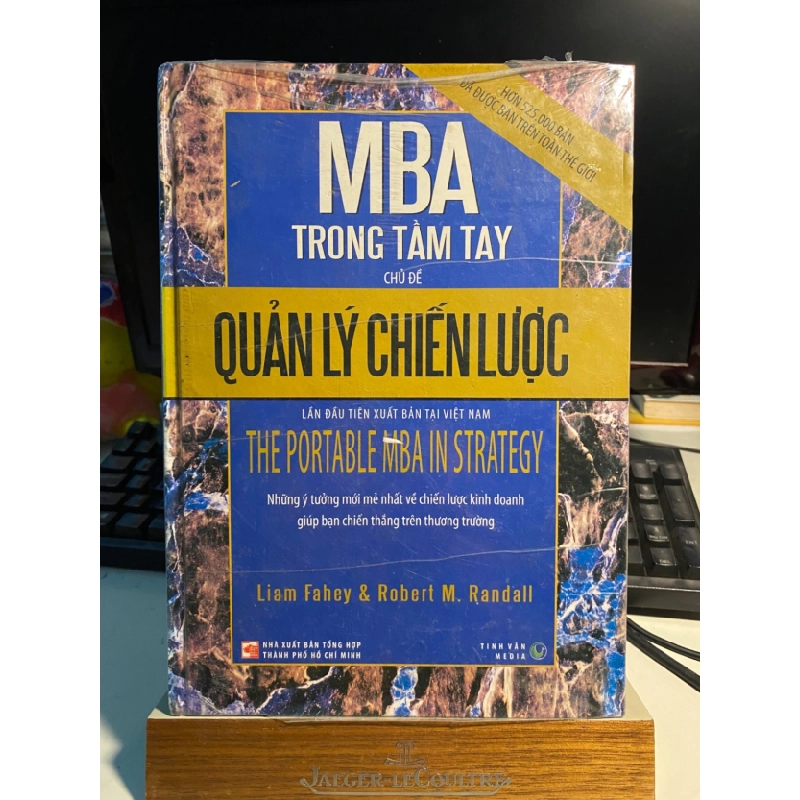 HƠN 525.000 BẢN
ĐÃ ĐƯỢC BÁN TRÊN TOÀN THẾ GIỚI
MBA
TRONG TẦM TAY
CHỦ ĐỀ
QUẢN LÝ CHIẾN LƯỢC
LẦN ĐẦU TIÊN XUẤT BẢN TẠI VIỆT NAM
THE PORTABLE MBA IN STRATEGY
Những ý tưởng mới mẻ nhất về chiến lược kinh doanh
giúp bạn chiến thắng trên thương trường
Liam Fahey & Robert M. Randall
NHÀ XUẤT BẢN TỔNG HỢP
THÀNH PHỐ HỒ CHÍ MINH
TINH VĂN
MEDIA
JAEGER-LECOULTRE